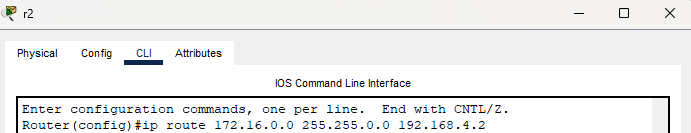 r2
Physical Config CLI Attributes
IOS Command Line Interface
Enter configuration commands, one per line.  End with CNTL/Z.
Router(config)#ip route 172.16.0.0 255.255.0.0 192.168.4.2